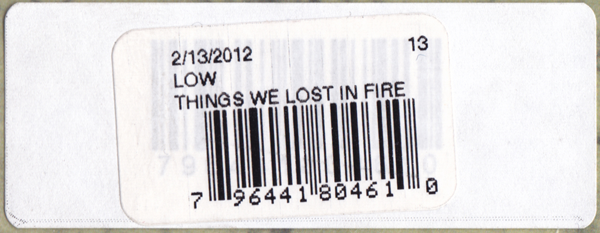 2/13/2012 13
LOW
THINGS WE LOST IN FIRE
7 96441 80461 0